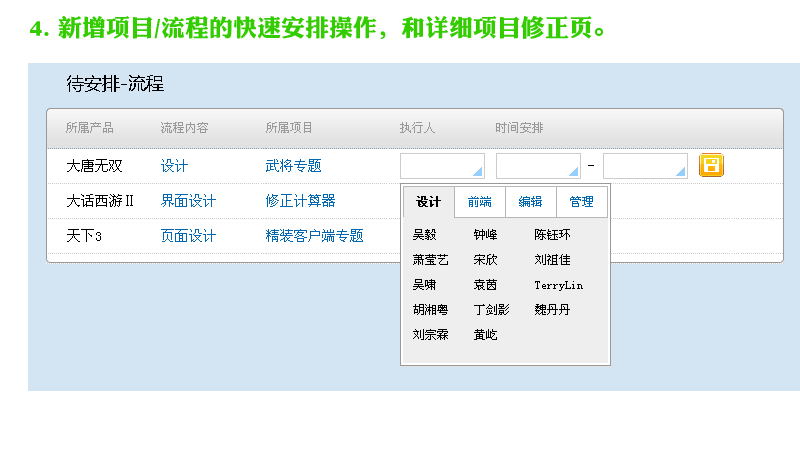 4. 新增项目/流程的快速安排操作，和详细项目修正页。
待安排-流程
所属产品 流程内容 所属项目 执行人 时间安排
大唐无双 设计 武将专题 -
大话西游Ⅱ 界面设计 修正计算器
天下3 页面设计 精装客户端专题
设计 前端 编辑 管理
吴毅 钟峰 陈钰环
萧莹艺 宋欣 刘祖佳
吴啸 袁茵 TerryLin
胡湘粤 丁剑影 魏丹丹
刘宗霖 黄屹